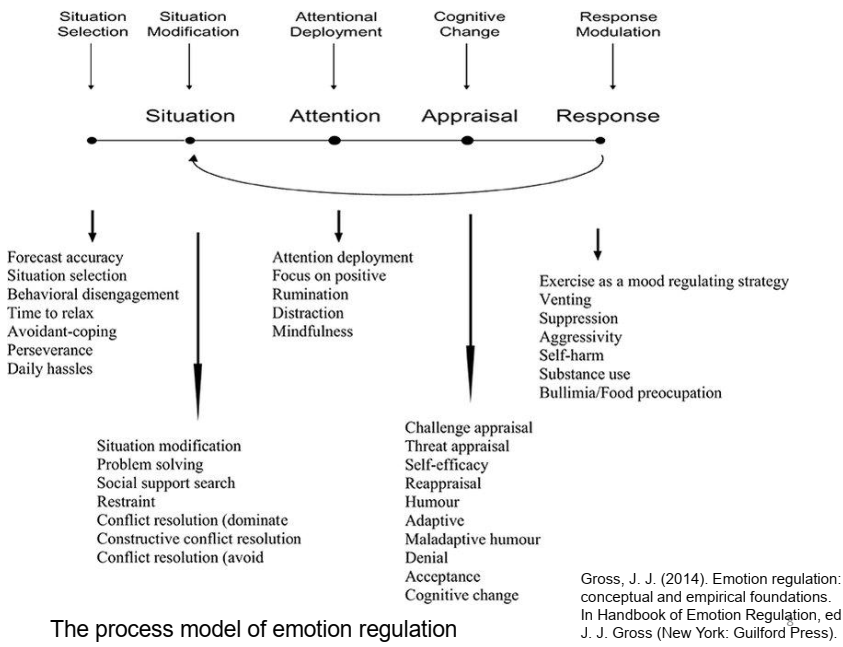 Situation
Selection
Situation
Modification
Attentional
Deployment
Cognitive
Change
Response
Modulation
Situation
Attention
Appraisal
Response
Forecast accuracy
Situation selection
Behavioral disengagement
Time to relax
Avoidant-coping
Perseverance
Daily hassles
Situation modification
Problem solving
Social support search
Restraint
Conflict resolution (dominate
Constructive conflict resolution
Conflict resolution (avoid
Attention deployment
Focus on positive
Rumination
Distraction
Mindfulness
Challenge appraisal
Threat appraisal
Self-efficacy
Reappraisal
Humour
Adaptive
Maladaptive humour
Denial
Acceptance
Cognitive change
Exercise as a mood regulating strategy
Venting
Suppression
Aggressivity
Self-harm
Substance use
Bullimia/Food preocupation
Gross, J. J. (2014). Emotion regulation:
conceptual and empirical foundations.
In Handbook of Emotion Regulation, ed
J. J. Gross (New York: Guilford Press).
The process model of emotion regulation